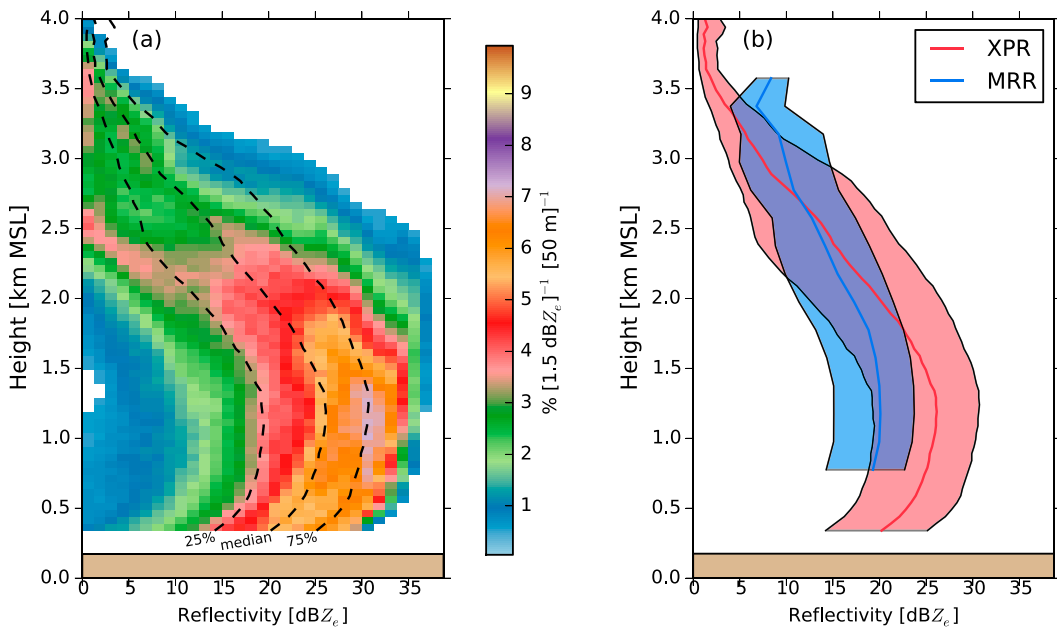 (a)
4.0
3.5
3.0
2.5
2.0
1.5
1.0
0.5
0.0
Height [km MSL]
25% median 75%
0 5 10 15 20 25 30 35
Reflectivity [dBZₑ]
9
8
7
6
5
4
3
2
1
% [1.5 dBZₑ]⁻¹ [50 m]⁻¹
(b)
XPR
MRR
4.0
3.5
3.0
2.5
2.0
1.5
1.0
0.5
0.0
Height [km MSL]
0 5 10 15 20 25 30 35
Reflectivity [dBZₑ]